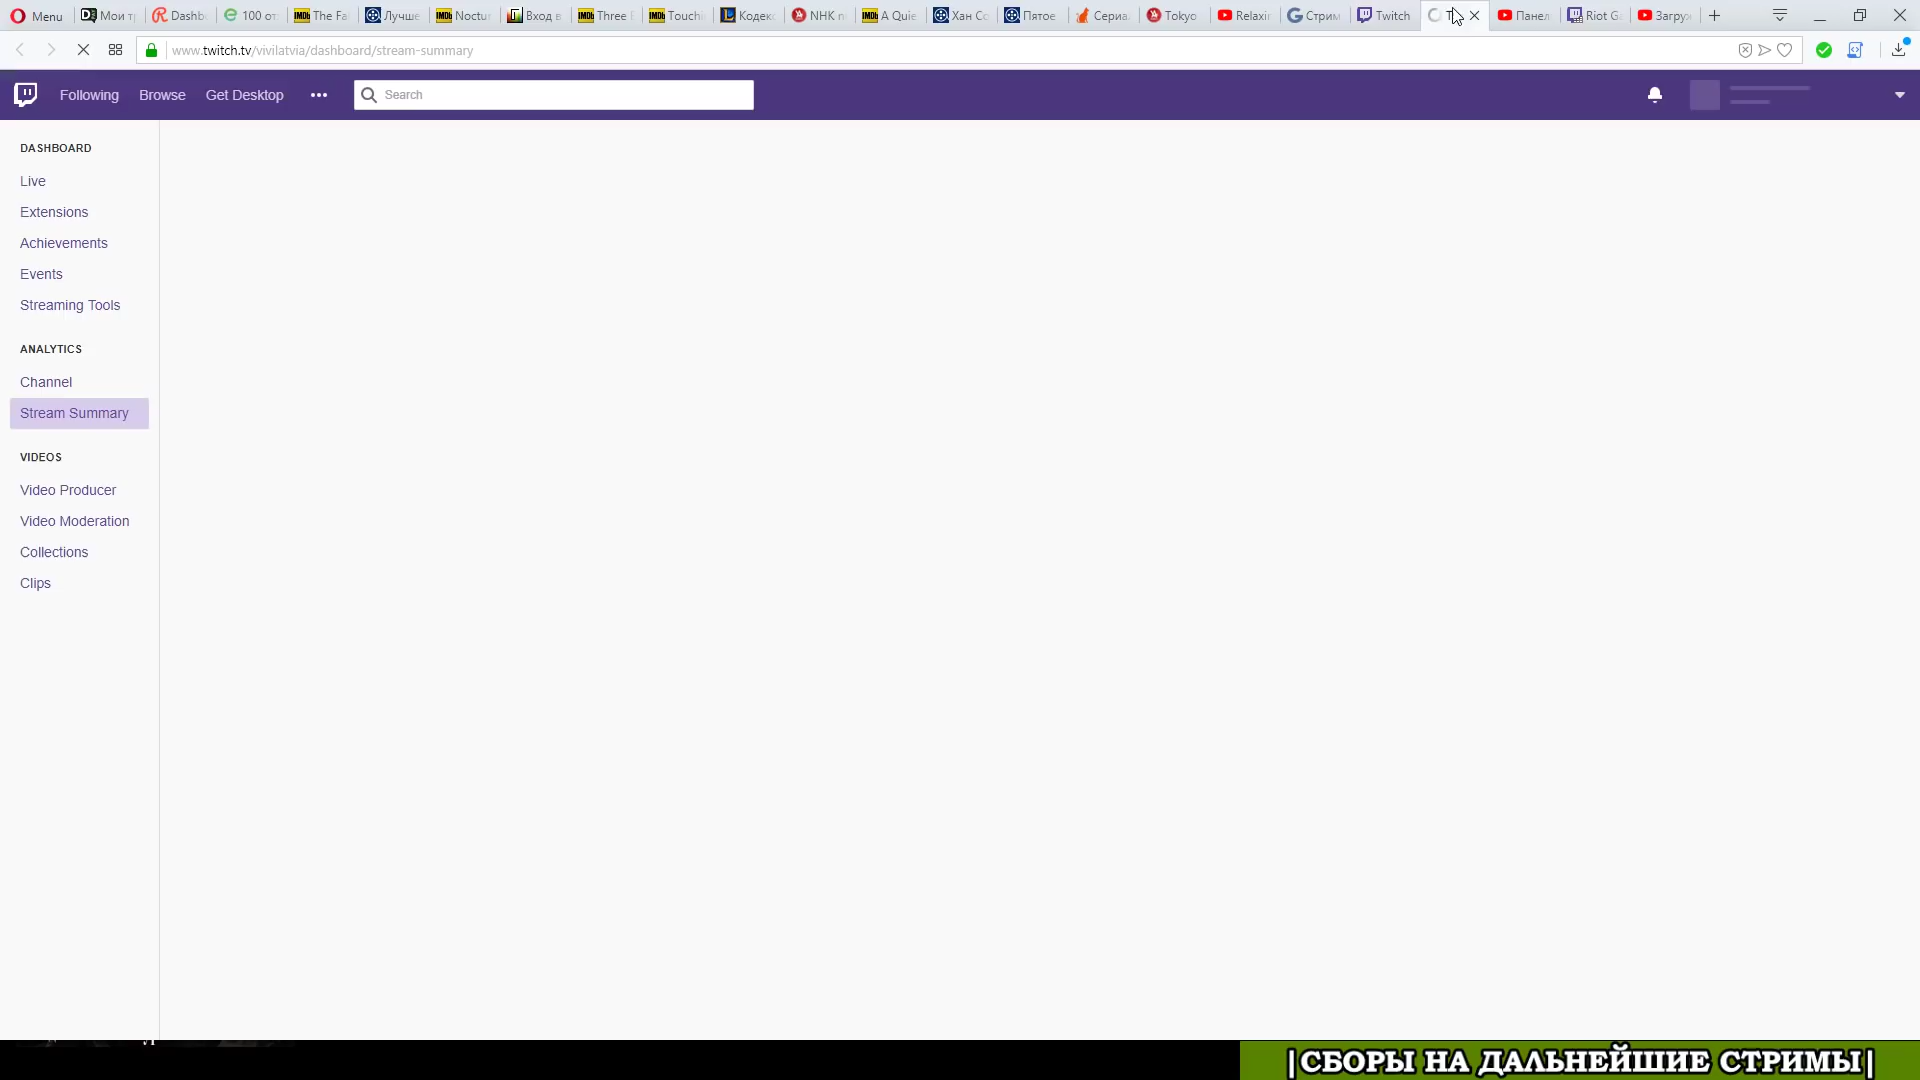 Menu
Мои т
Dashb
100 от
The Fa
Лучше
Noctu
Вход в
Three
Touchi
Кодек
NHK
A Quie
Хан Со
Пятое
Сериа
Tokyo
Relaxi
Стрим
Twitch
Панел
Riot G
Загруж
www.twitch.tv/vivilatvia/dashboard/stream-summary
Following
Browse
Get Desktop
Search
DASHBOARD
Live
Extensions
Achievements
Events
Streaming Tools
ANALYTICS
Channel
Stream Summary
VIDEOS
Video Producer
Video Moderation
Collections
Clips
|СБОРЫ НА ДАЛЬНЕЙШИЕ СТРИМЫ|